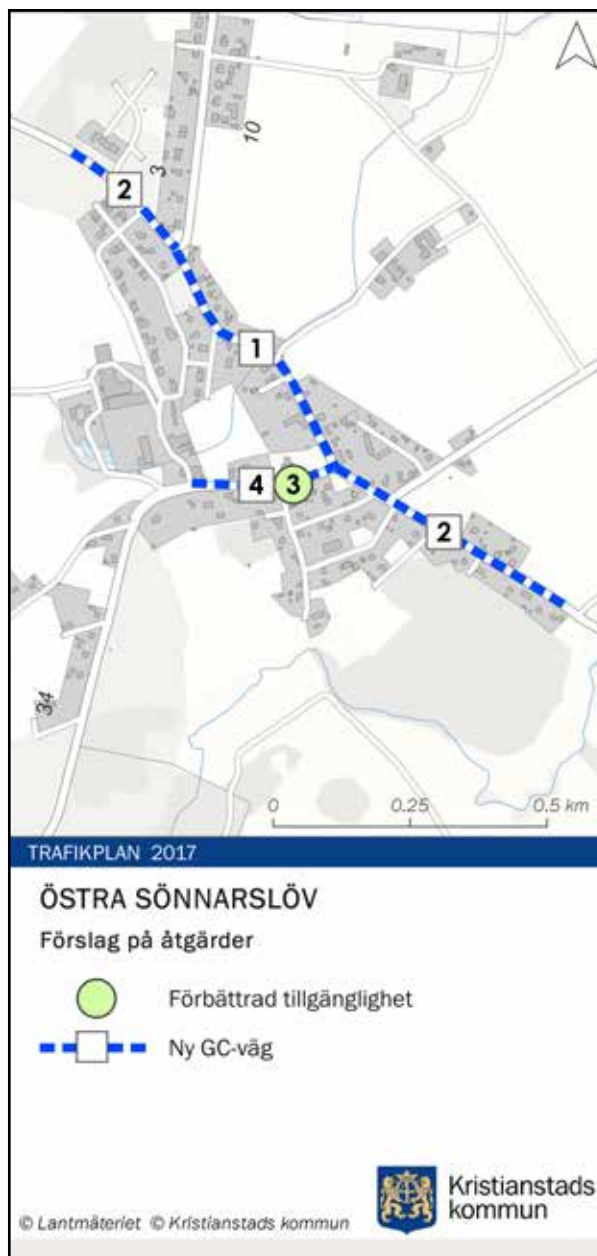 10
3
2
1
4
3
2
34
0
0.25
0.5 km
TRAFIKPLAN 2017
ÖSTRA SÖNNARSLÖV
Förslag på åtgärder
Förbättrad tillgänglighet
Ny GC-väg
Kristianstads
kommun
© Lantmäteriet © Kristianstads kommun